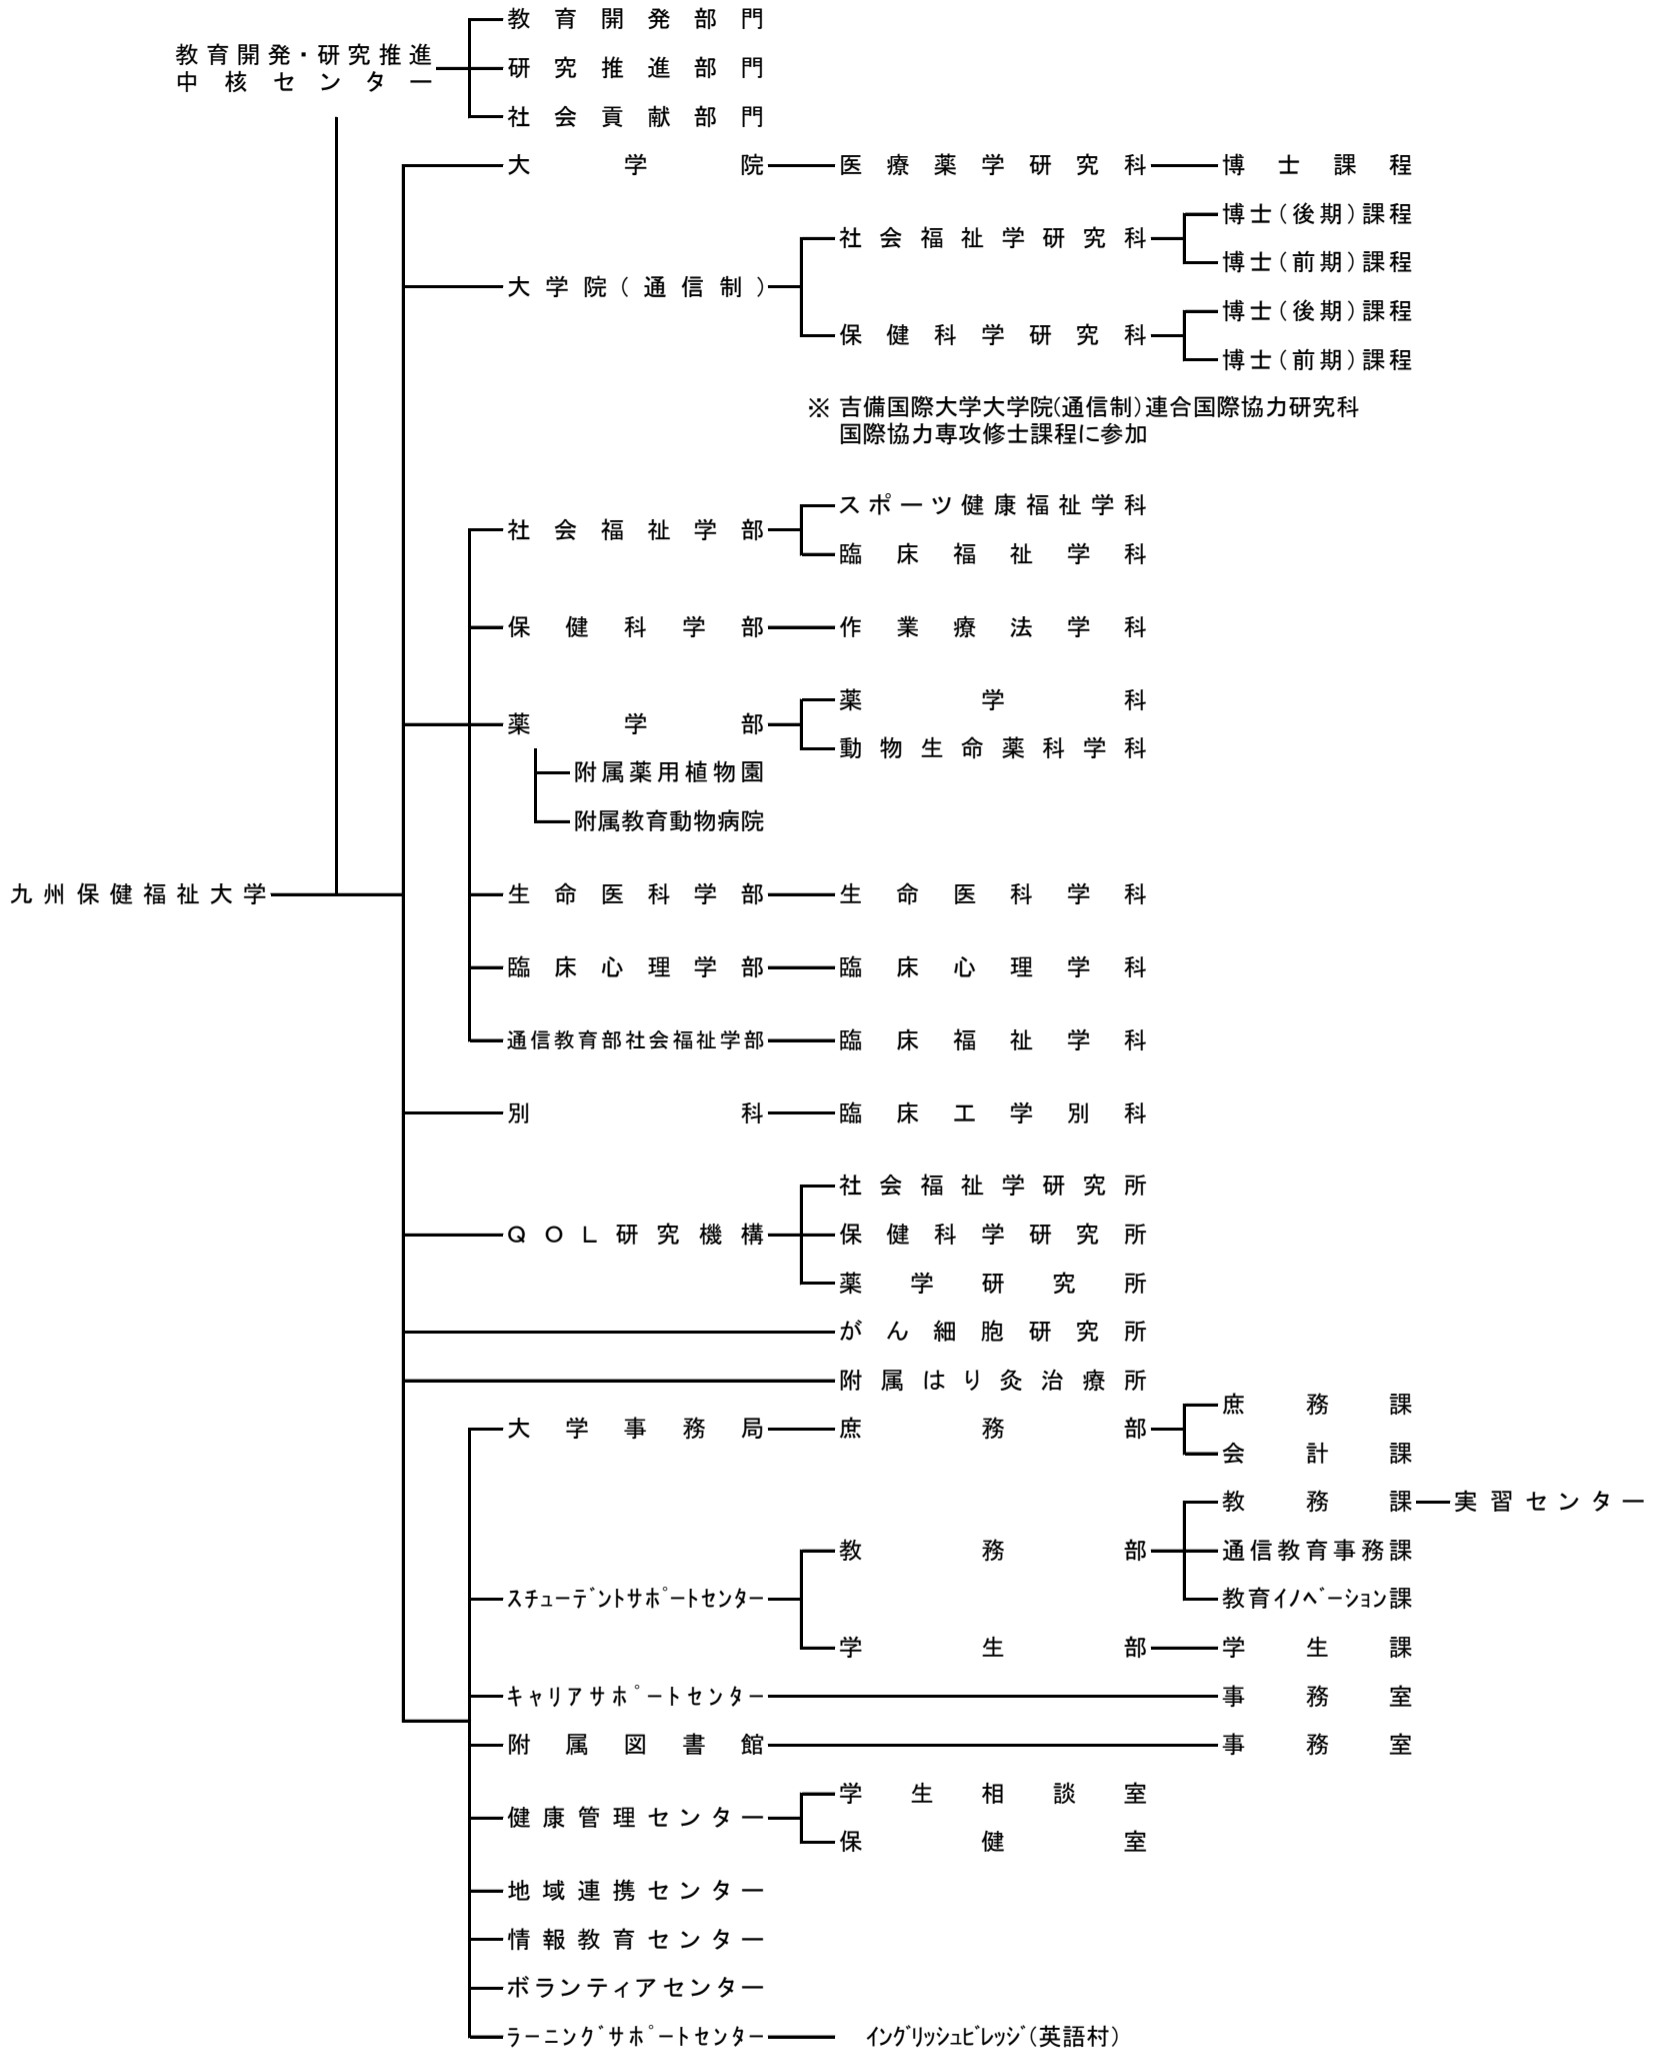 教育開発部門
教育開発・研究推進
中核センター
研究推進部門
社会貢献部門
大学院 医療薬学研究科 博士課程
博士(後期)課程
社会福祉学研究科
博士(前期)課程
大学院(通信制)
博士(後期)課程
保健科学研究科
博士(前期)課程
※ 吉備国際大学大学院(通信制)連合国際協力研究科
国際協力専攻修士課程に参加
スポーツ健康福祉学科
社会福祉学部
臨床福祉学科
保健科学部 作業療法学科
薬学科
薬学部
動物生命薬科学科
附属薬用植物園
附属教育動物病院
九州保健福祉大学
生命医科学部 生命医科学科
臨床心理学部 臨床心理学科
通信教育部社会福祉学部 臨床福祉学科
別科 臨床工学別科
社会福祉学研究所
QOL研究機構 保健科学研究所
薬学研究所
がん細胞研究所
附属はり灸治療所
庶務課
大学事務局 庶務部
会計課
教務課 実習センター
教務部 通信教育事務課
ｽﾁｭｰﾃﾞﾝﾄｻﾎﾟｰﾄｾﾝﾀｰ 教育ｲﾉﾍﾞｰｼｮﾝ課
学生部 学生課
ｷｬﾘｱｻﾎﾟｰﾄｾﾝﾀｰ 事務室
附属図書館 事務室
学生相談室
健康管理センター
保健室
地域連携センター
情報教育センター
ボランティアセンター
ﾗｰﾆﾝｸﾞｻﾎﾟｰﾄｾﾝﾀｰ ｲﾝｸﾞﾘｯｼｭﾋﾞﾚｯｼﾞ(英語村)